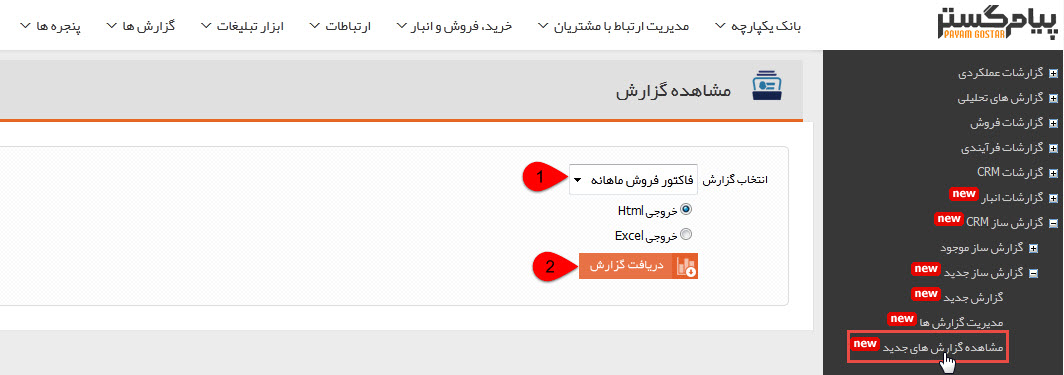 پیام گستر
PAYAM GOSTAR
بانک یکپارچه
مدیریت ارتباط با مشتریان
خرید، فروش و انبار
ارتباطات
ابزار تبلیغات
گزارش ها
پنجره ها
گزارشات عملکردی
گزارش های تحلیلی
گزارشات فروش
گزارشات فرآیندی
گزارشات CRM
گزارشات انبار new
گزارش ساز CRM new
گزارش ساز موجود
گزارش ساز جدید new
گزارش جدید new
مدیریت گزارش ها new
مشاهده گزارش های جدید new
مشاهده گزارش
انتخاب گزارش فاکتور فروش ماهانه 1
خروجی Html
خروجی Excel
دریافت گزارش 2